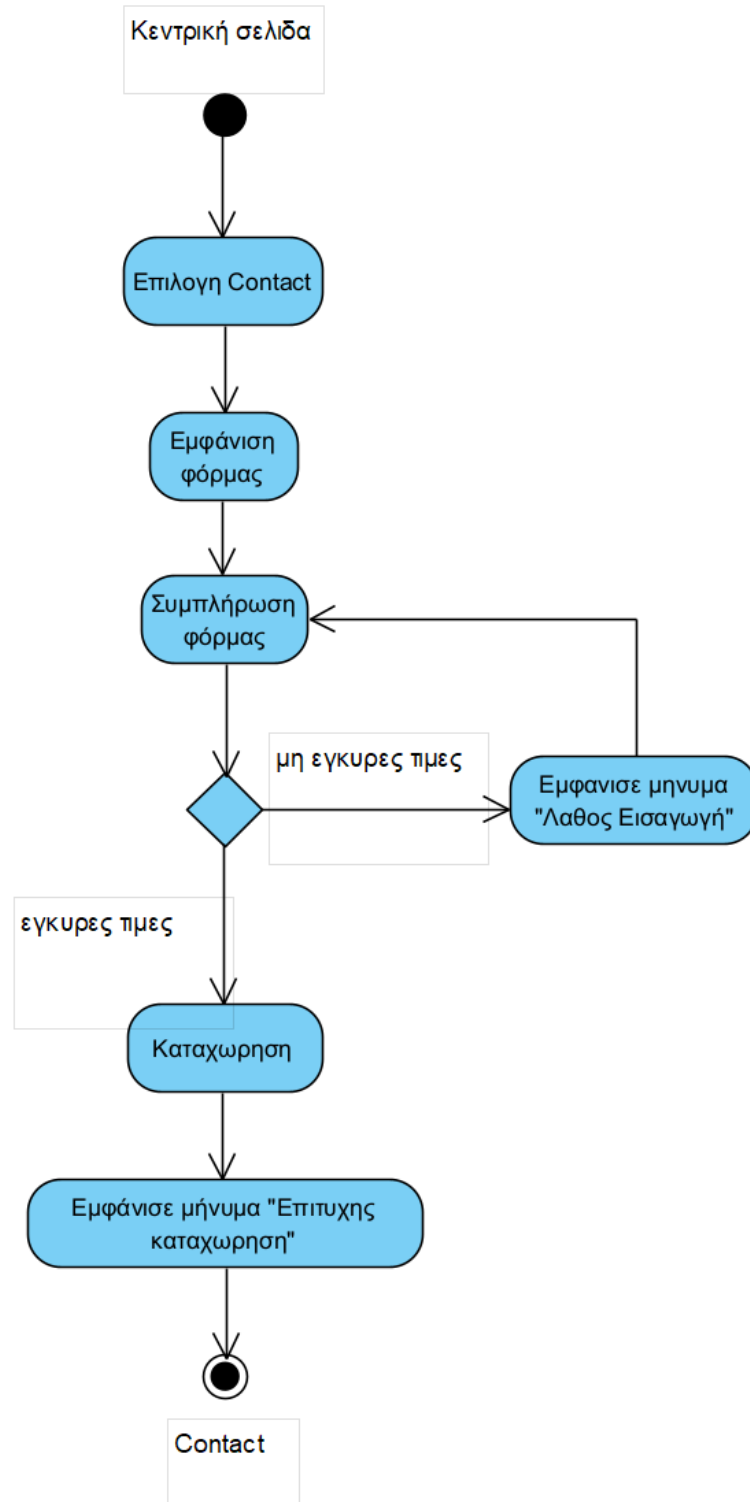 Κεντρική σελιδα
Επιλογη Contact
Εμφάνιση
φόρμας
Συμπλήρωση
φόρμας
μη εγκυρες τιμες
Εμφανισε μηνυμα
"Λαθος Εισαγωγή"
εγκυρες τιμες
Καταχωρηση
Εμφάνισε μήνυμα "Επιτυχης
καταχωρηση"
Contact